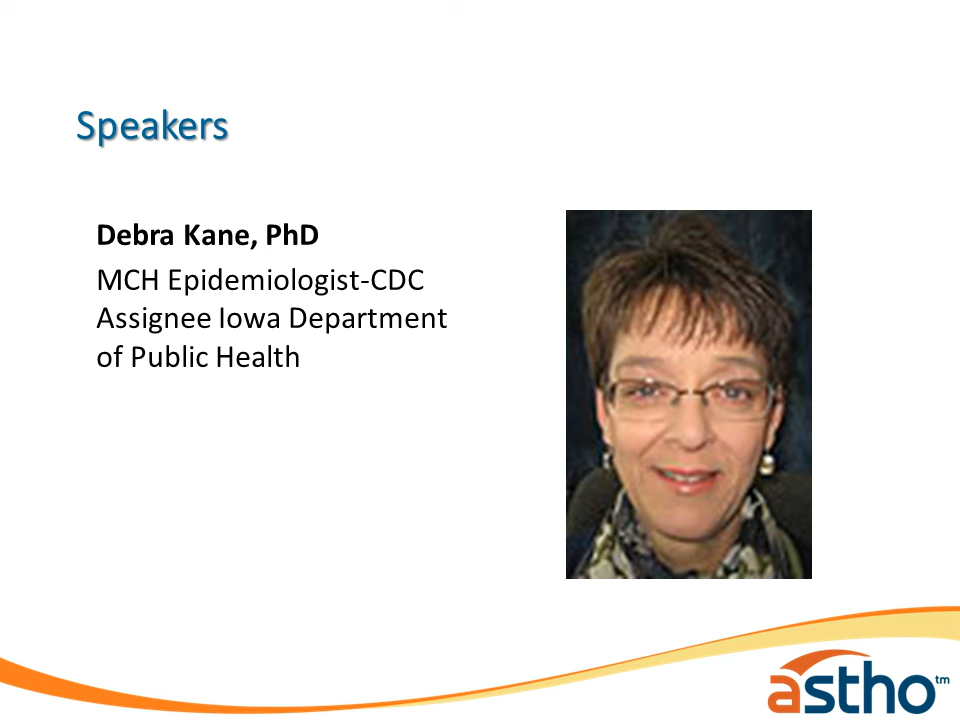 Speakers
Debra Kane, PhD
MCH Epidemiologist-CDC
Assignee Iowa Department
of Public Health
astho™